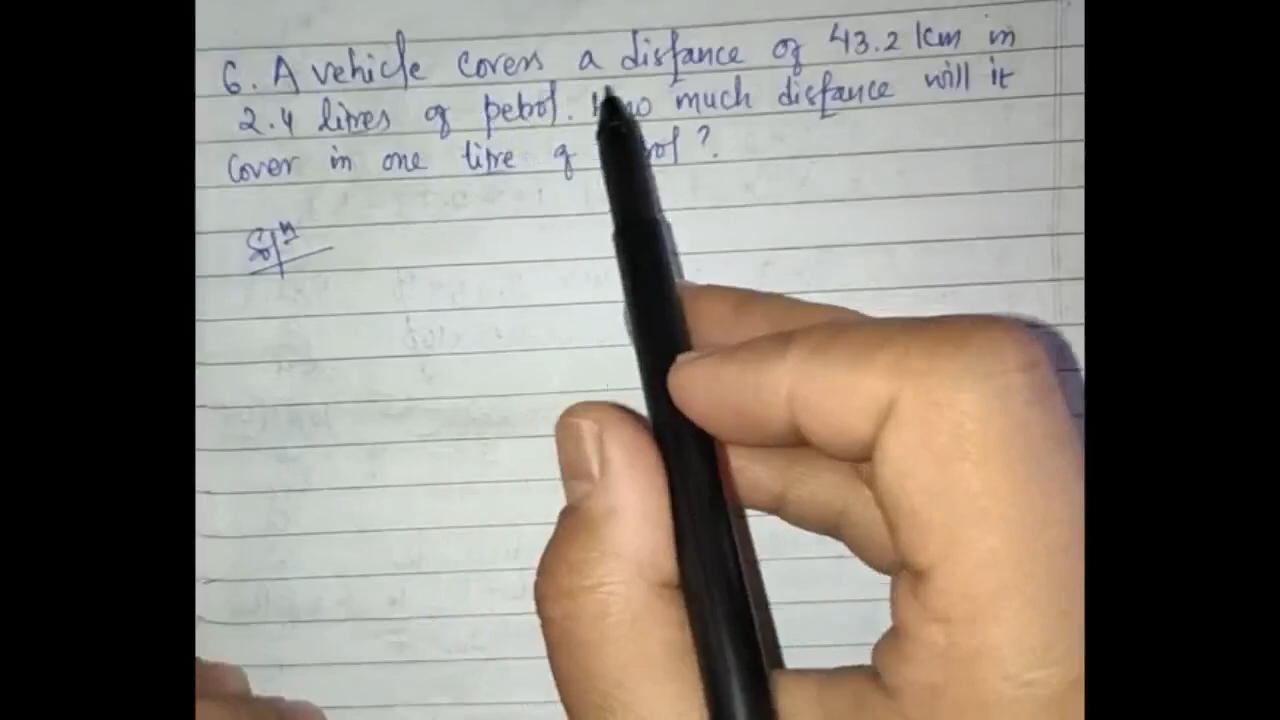 6. A vehicle covers a distance of 43.2 km in
2.4 litres of petrol. much distance will it
cover in one litre of ?
Solⁿ